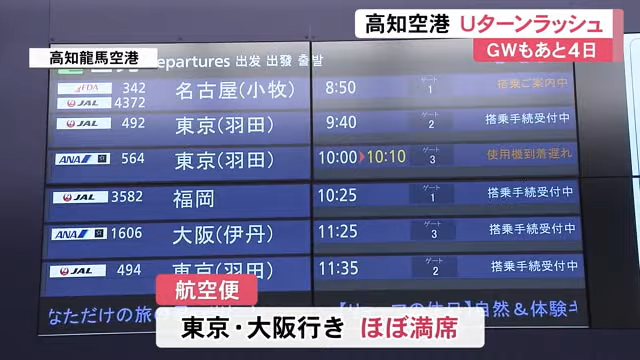 高知空港 Uターンラッシュ
GWもあと4日
高知龍馬空港
Departures 出发 出發 출발
FDA 342 名古屋(小牧) 8:50 ゲート 1 搭乗ご案内中
JAL 4372
JAL 492 東京(羽田) 9:40 ゲート 2 搭乗手続受付中
ANA 564 東京(羽田) 10:00 ▶ 10:10 ゲート 3 使用機到着遅れ
JAL 3582 福岡 10:25 ゲート 1 搭乗手続受付中
ANA 1606 大阪(伊丹) 11:25 ゲート 3 搭乗手続受付中
JAL 494 東京(羽田) 11:35 ゲート 2 搭乗手続受付中
なただけの旅の 自然&体験キ
航空便
東京・大阪行き ほぼ満席